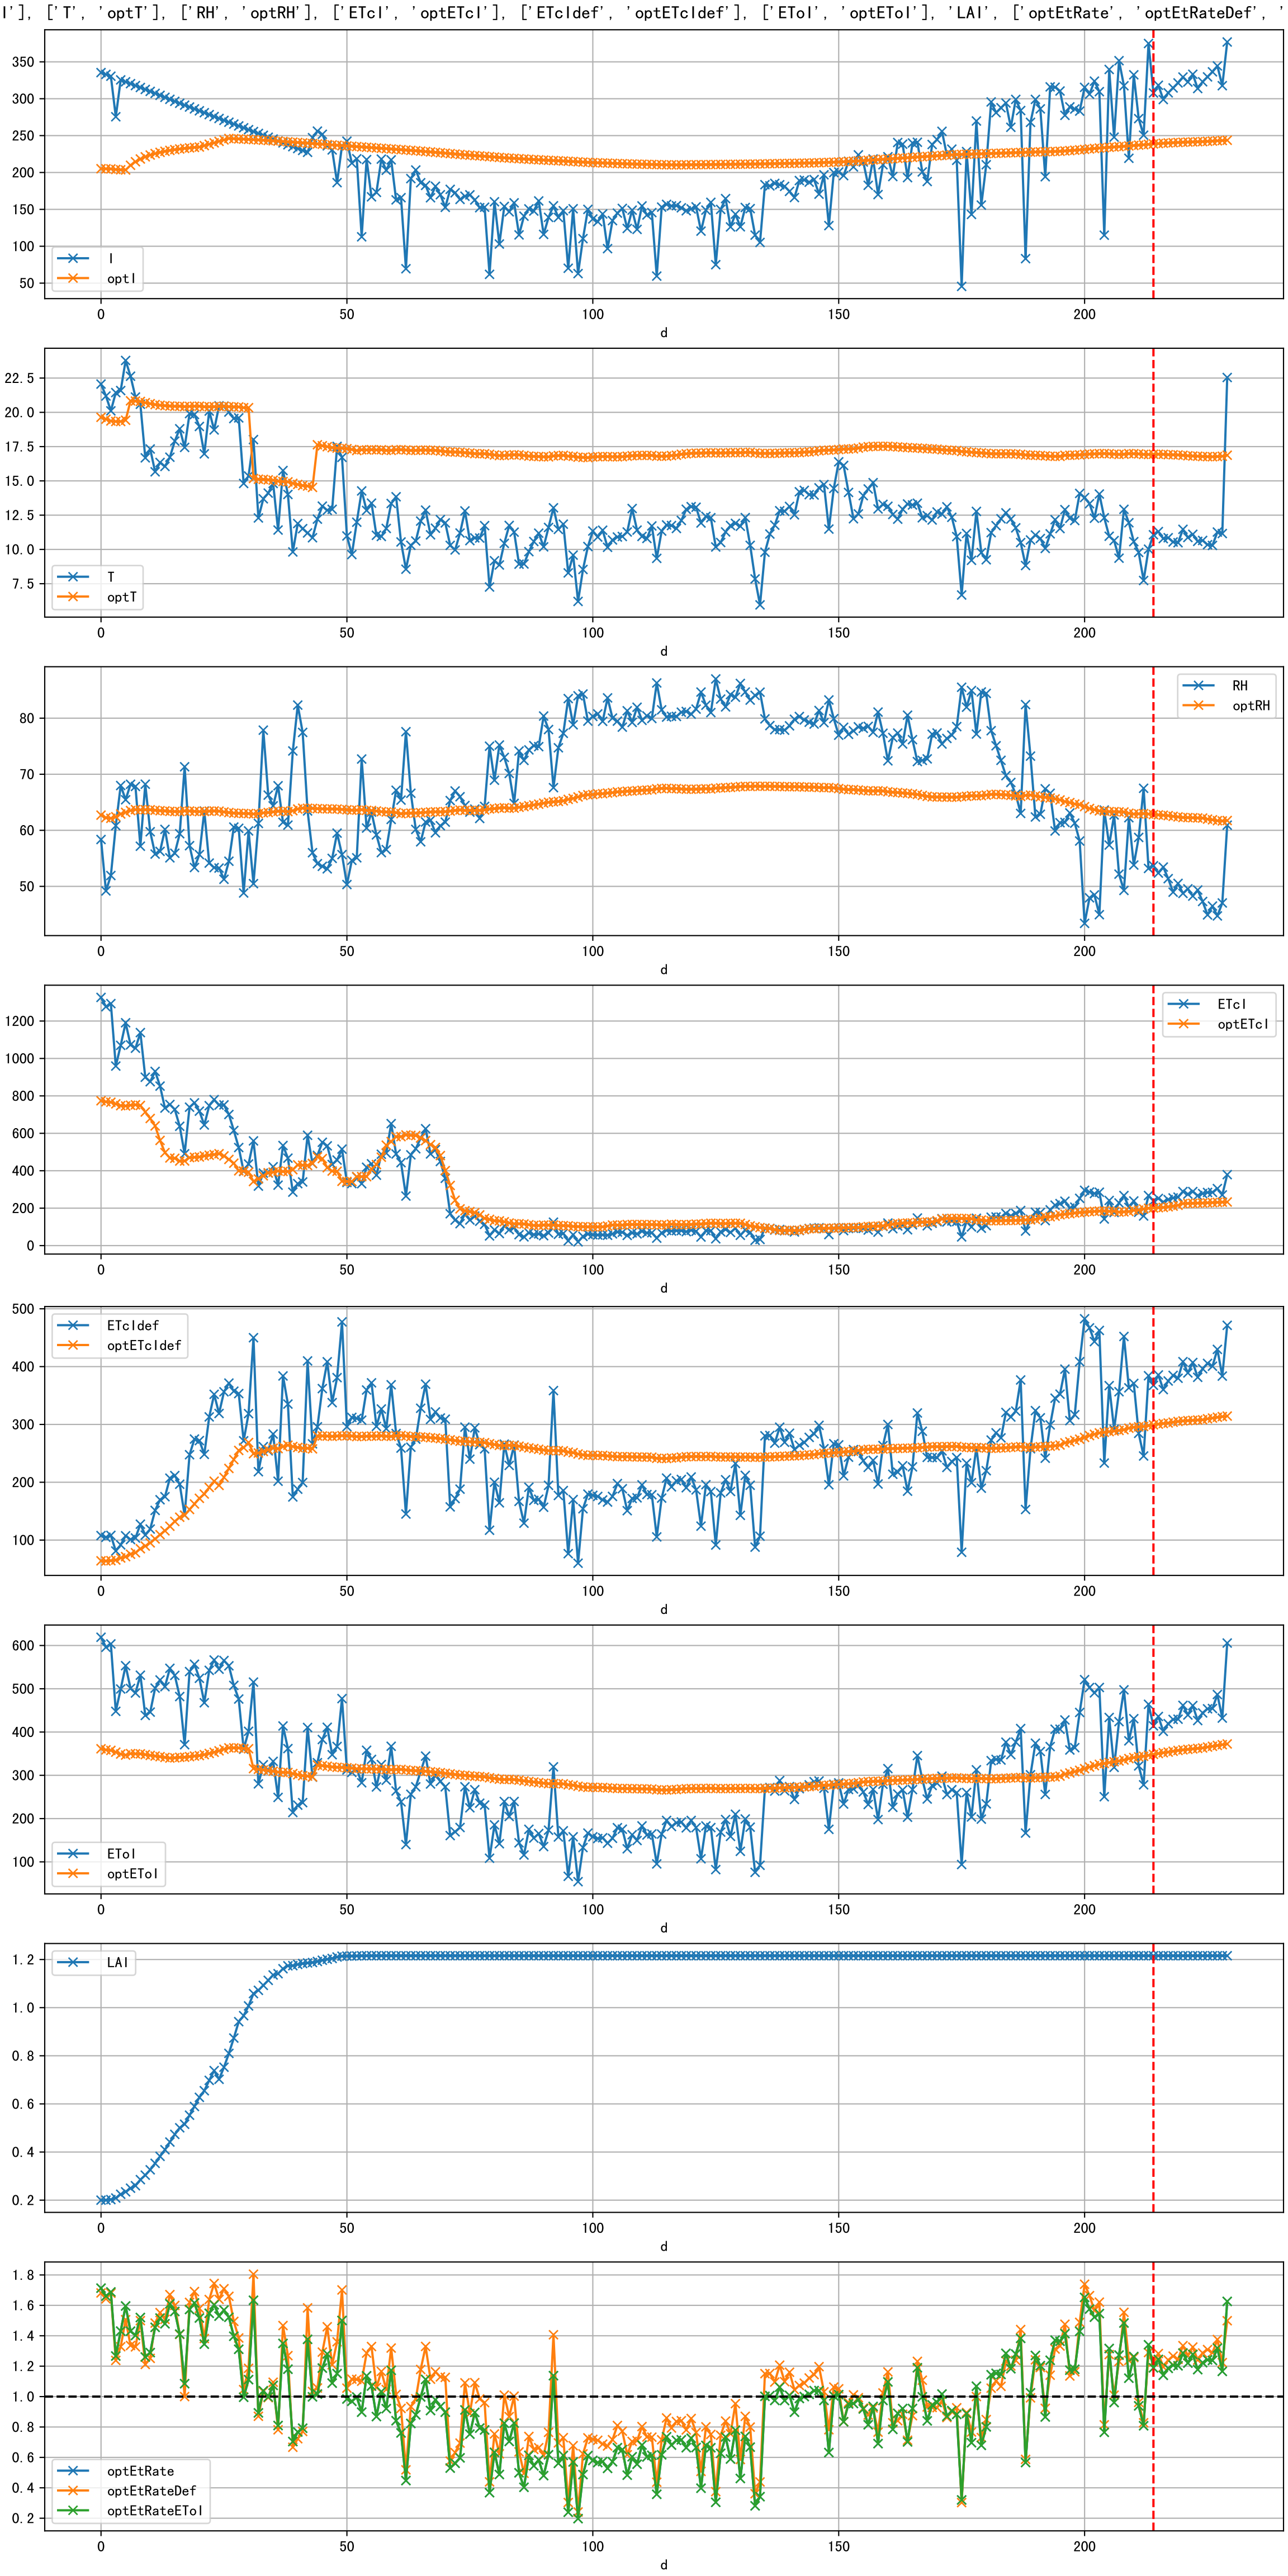 I'], ['T', 'optT'], ['RH', 'optRH'], ['ETcI', 'optETcI'], ['ETcIdef', 'optETcIdef'], ['EToI', 'optEToI'], 'LAI', ['optEtRate', 'optEtRateDef', '
350
300
250
200
150
100
50
I
optI
0 50 100 150 200
d
22.5
20.0
17.5
15.0
12.5
10.0
7.5
T
optT
0 50 100 150 200
d
80
70
60
50
RH
optRH
0 50 100 150 200
d
1200
1000
800
600
400
200
0
ETcI
optETcI
0 50 100 150 200
d
500
400
300
200
100
ETcIdef
optETcIdef
0 50 100 150 200
d
600
500
400
300
200
100
EToI
optEToI
0 50 100 150 200
d
1.2
1.0
0.8
0.6
0.4
0.2
LAI
0 50 100 150 200
d
1.8
1.6
1.4
1.2
1.0
0.8
0.6
0.4
0.2
optEtRate
optEtRateDef
optEtRateEToI
0 50 100 150 200
d